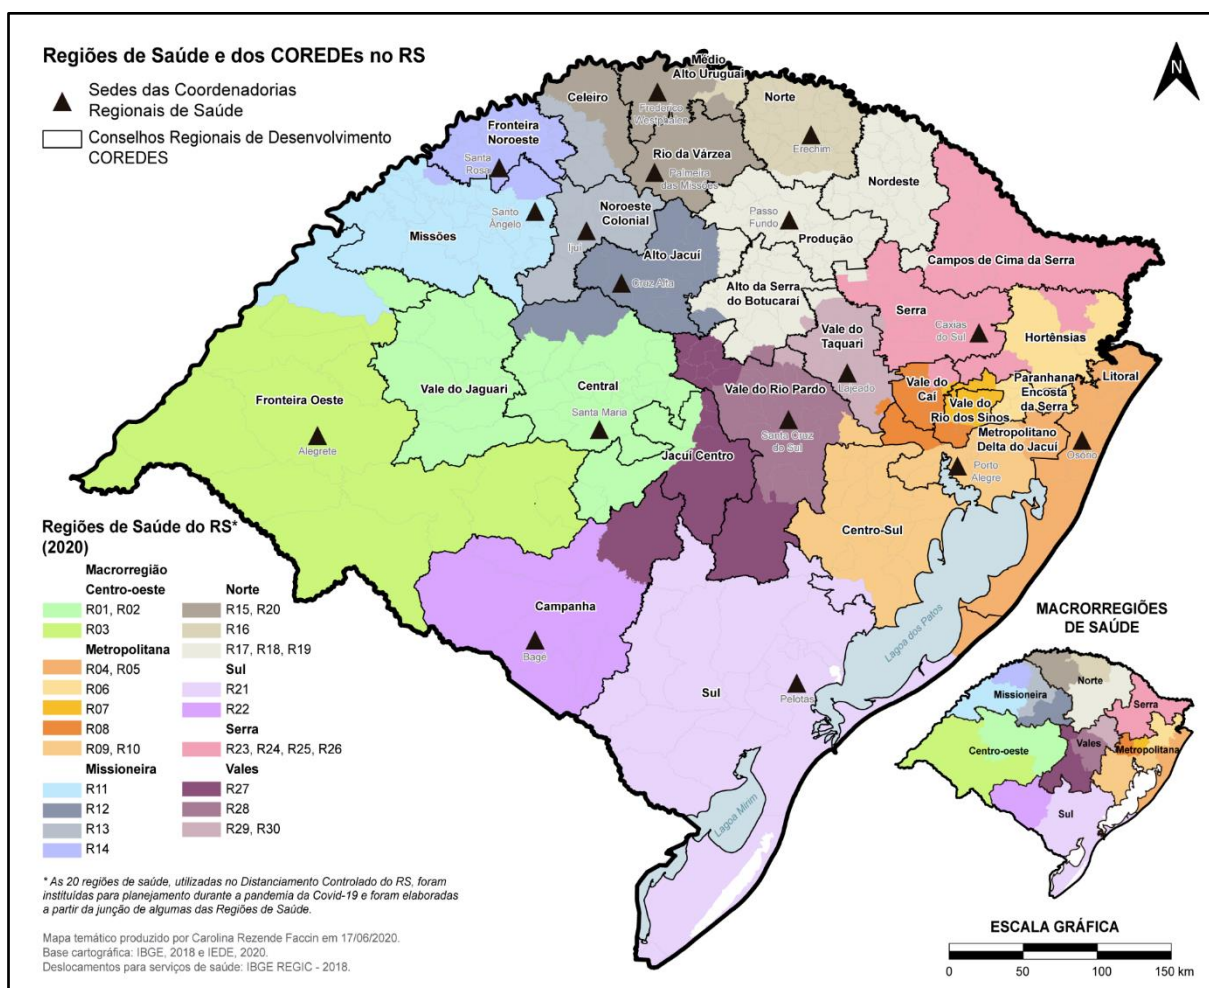 Regiões de Saúde e dos COREDEs no RS
Sedes das Coordenadorias
Regionais de Saúde
Conselhos Regionais de Desenvolvimento
COREDES
N
Médio
Alto Uruguai
Celeiro
Norte
Frederico
Westphalen
Fronteira
Noroeste
Erechim
Rio da Várzea
Santa
Rosa
Palmeira
das Missões
Nordeste
Santo
Ângelo
Noroeste
Colonial
Passo
Fundo
Missões
Ijuí
Produção
Alto Jacuí
Campos de Cima da Serra
Cruz Alta
Alto da Serra
do Botucaraí
Serra
Vale do
Taquari
Caxias
do Sul
Hortênsias
Vale do Jaguari
Central
Vale do Rio Pardo
Lajeado
Vale do
Caí
Paranhana
Encosta
da Serra
Litoral
Fronteira Oeste
Vale do
Rio dos Sinos
Santa Maria
Santa Cruz
do Sul
Metropolitano
Delta do Jacuí
Alegrete
Jacuí Centro
Porto
Alegre
Osório
Centro-Sul
Campanha
Bagé
Lagoa dos Patos
Sul
Pelotas
Lagoa Mirim
Regiões de Saúde do RS*
(2020)
Macrorregião
Centro-oeste
R01, R02
R03
Metropolitana
R04, R05
R06
R07
R08
R09, R10
Missioneira
R11
R12
R13
R14
Norte
R15, R20
R16
R17, R18, R19
Sul
R21
R22
Serra
R23, R24, R25, R26
Vales
R27
R28
R29, R30
* As 20 regiões de saúde, utilizadas no Distanciamento Controlado do RS, foram
instituídas para planejamento durante a pandemia da Covid-19 e foram elaboradas
a partir da junção de algumas das Regiões de Saúde.
Mapa temático produzido por Carolina Rezende Faccin em 17/06/2020.
Base cartográfica: IBGE, 2018 e IEDE, 2020.
Deslocamentos para serviços de saúde: IBGE REGIC - 2018.
MACRORREGIÕES
DE SAÚDE
Norte
Missioneira
Serra
Centro-oeste
Vales
Metropolitana
Sul
ESCALA GRÁFICA
0 50 100 150 km